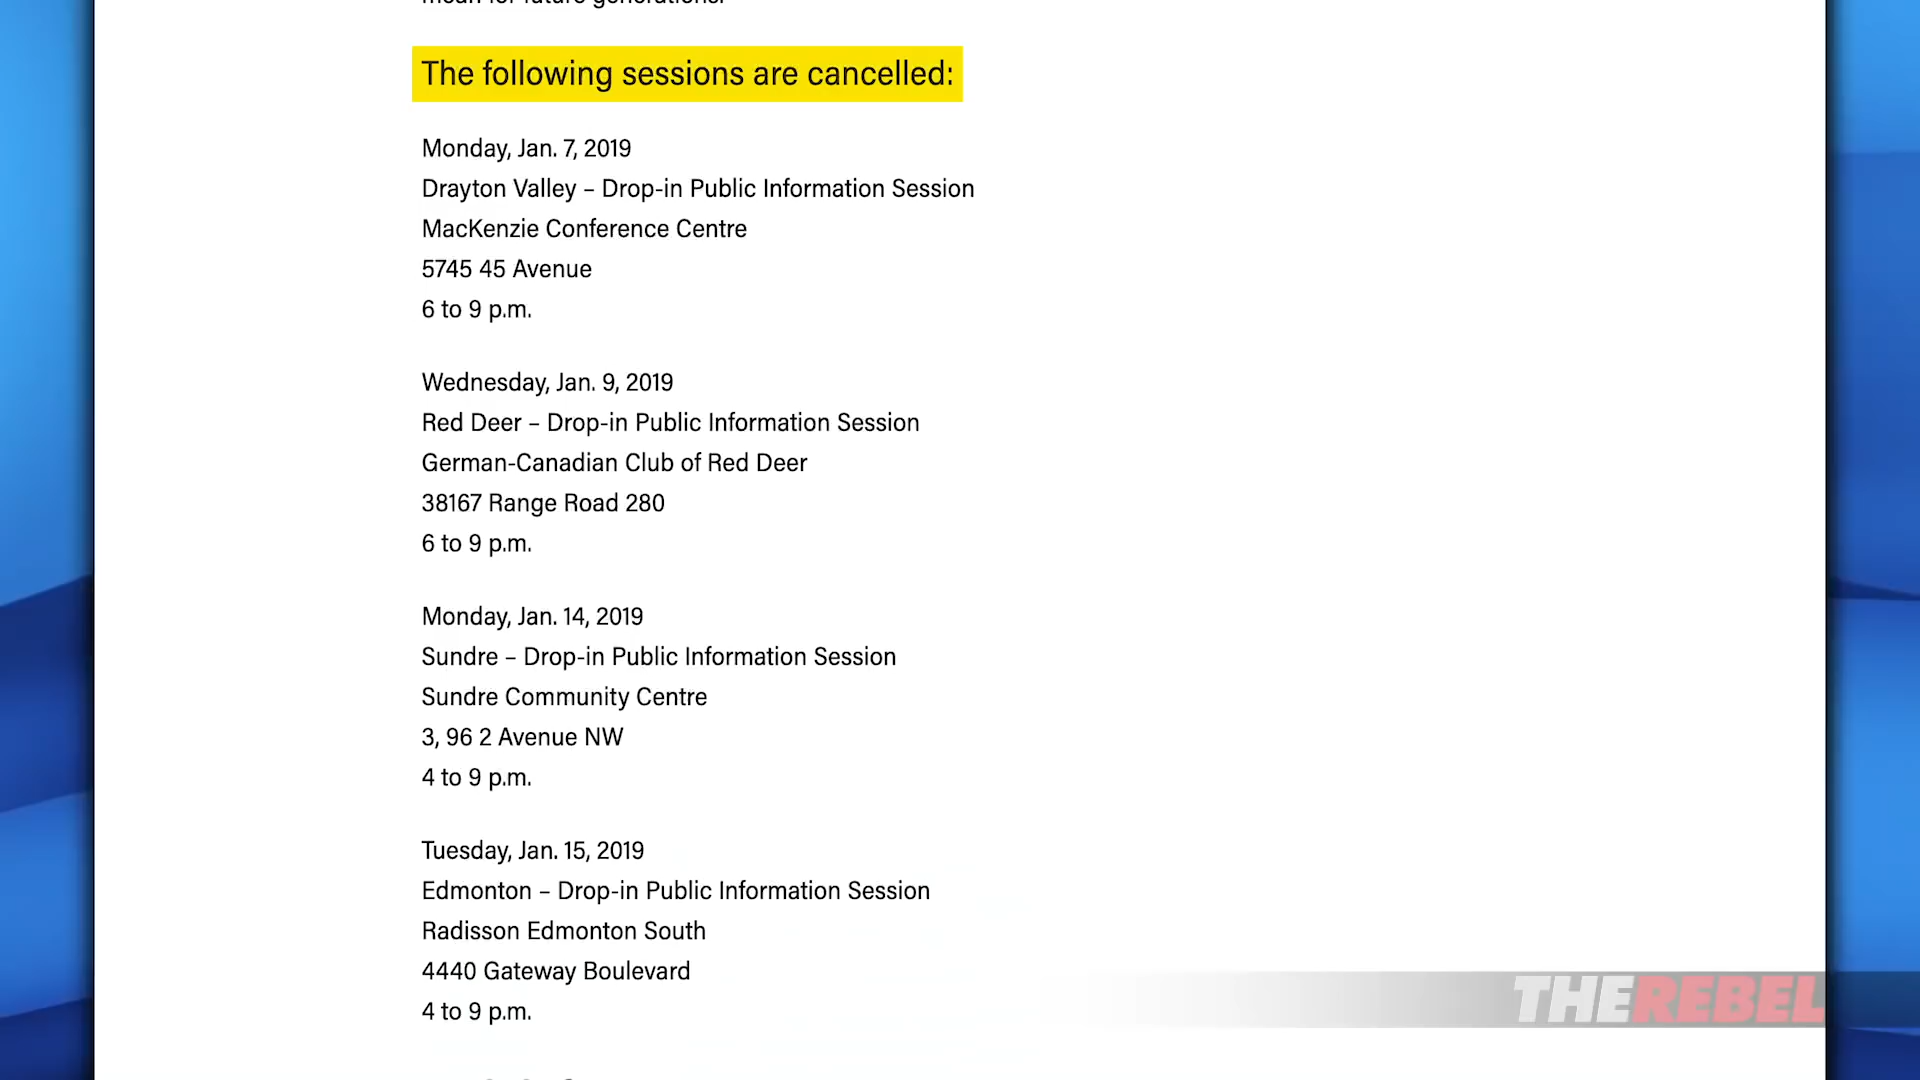 mean for future generations.
The following sessions are cancelled:
Monday, Jan. 7, 2019
Drayton Valley – Drop-in Public Information Session
MacKenzie Conference Centre
5745 45 Avenue
6 to 9 p.m.
Wednesday, Jan. 9, 2019
Red Deer – Drop-in Public Information Session
German-Canadian Club of Red Deer
38167 Range Road 280
6 to 9 p.m.
Monday, Jan. 14, 2019
Sundre – Drop-in Public Information Session
Sundre Community Centre
3, 96 2 Avenue NW
4 to 9 p.m.
Tuesday, Jan. 15, 2019
Edmonton – Drop-in Public Information Session
Radisson Edmonton South
4440 Gateway Boulevard
4 to 9 p.m.
THEREBEL